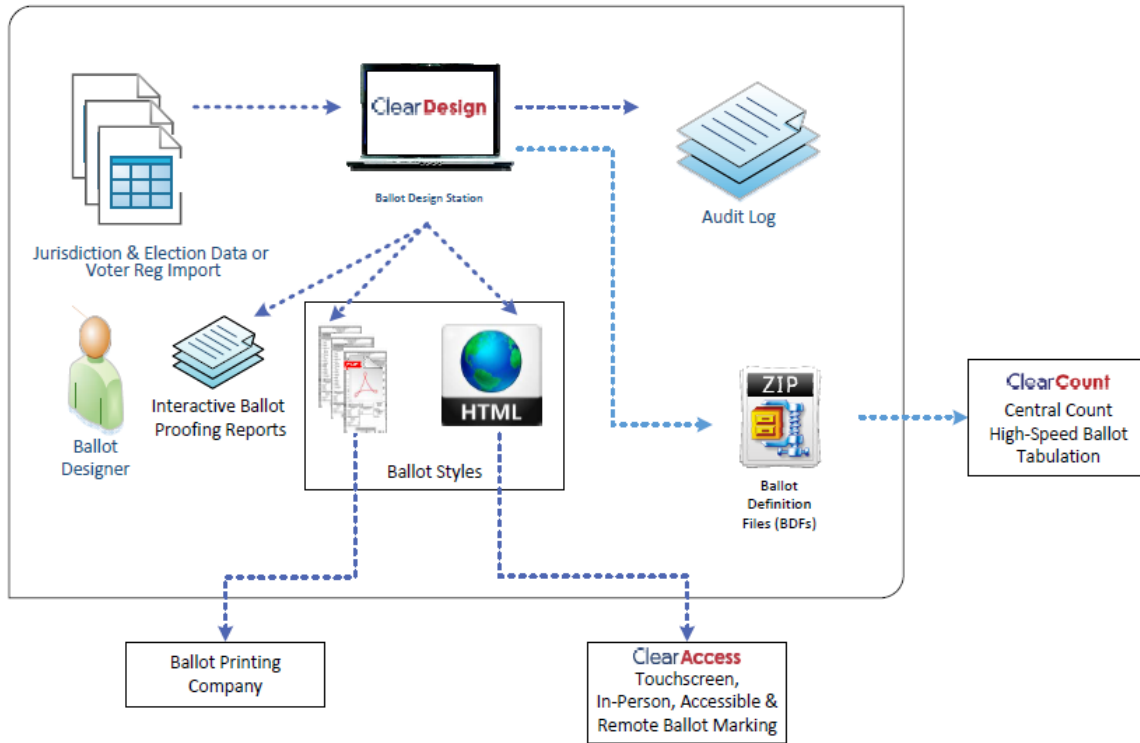 ClearDesign
Ballot Design Station
Jurisdiction & Election Data or
Voter Reg Import
Audit Log
Ballot
Designer
Interactive Ballot
Proofing Reports
PDF
HTML
Ballot Styles
ZIP
Ballot
Definition
Files (BDFs)
ClearCount
Central Count
High-Speed Ballot
Tabulation
Ballot Printing
Company
ClearAccess
Touchscreen,
In-Person, Accessible &
Remote Ballot Marking